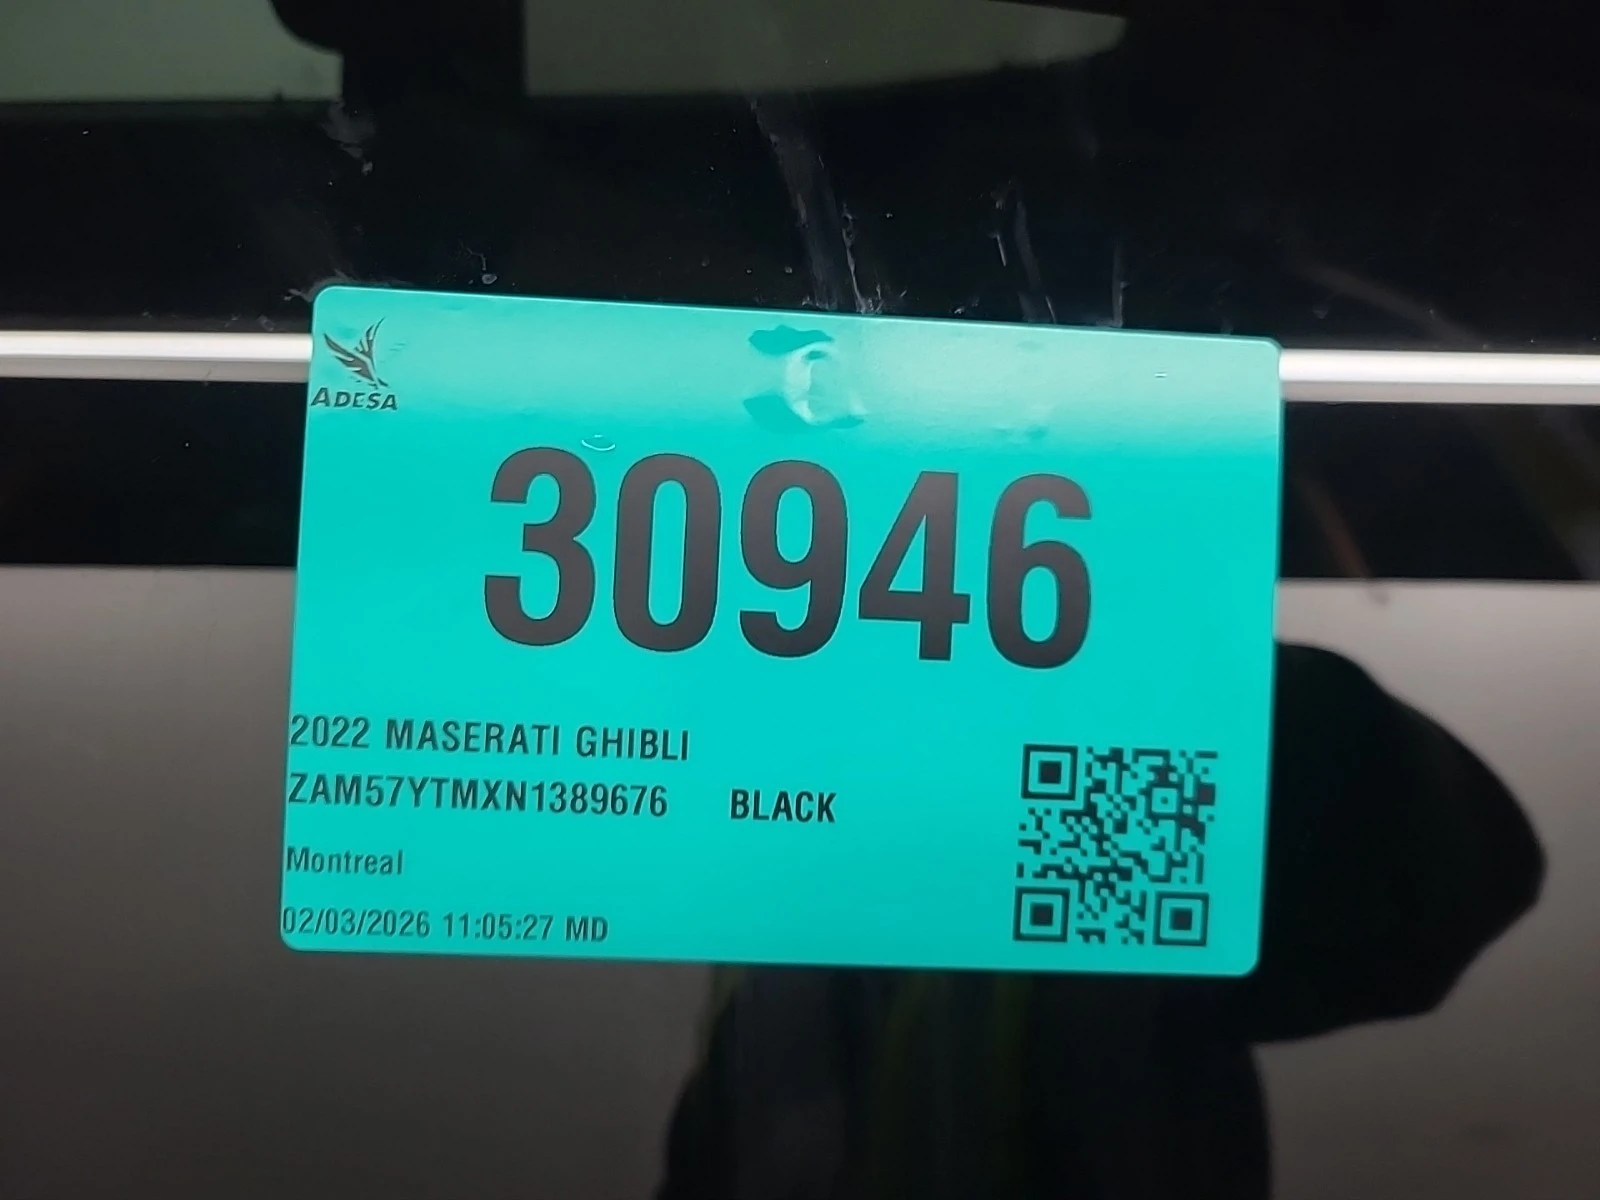 ADESA
30946
2022 MASERATI GHIBLI
ZAM57YTMXN1389676 BLACK
Montreal
02/03/2026 11:05:27 MD